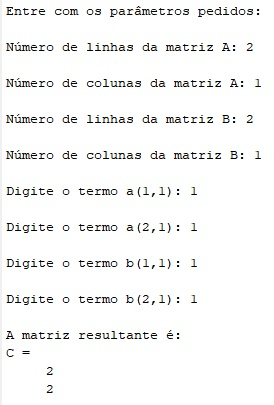 Entre com os parâmetros pedidos:
Número de linhas da matriz A: 2
Número de colunas da matriz A: 1
Número de linhas da matriz B: 2
Número de colunas da matriz B: 1
Digite o termo a(1,1): 1
Digite o termo a(2,1): 1
Digite o termo b(1,1): 1
Digite o termo b(2,1): 1
A matriz resultante é:
C =
2
2